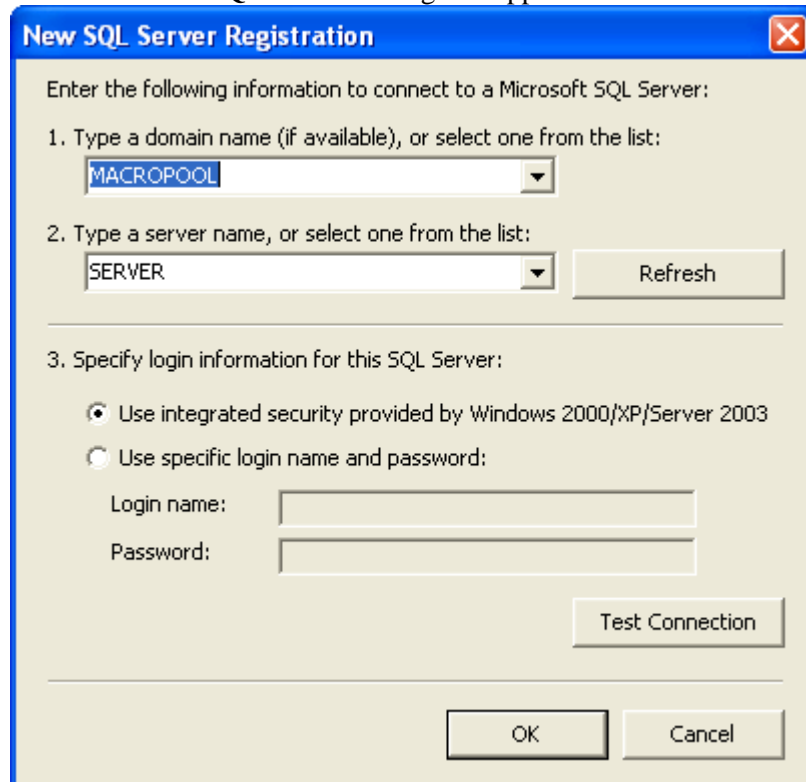 New SQL Server Registration
Enter the following information to connect to a Microsoft SQL Server:
1. Type a domain name (if available), or select one from the list:
MACROPOOL
2. Type a server name, or select one from the list:
SERVER
Refresh
3. Specify login information for this SQL Server:
Use integrated security provided by Windows 2000/XP/Server 2003
Use specific login name and password:
Login name:
Password:
Test Connection
OK
Cancel